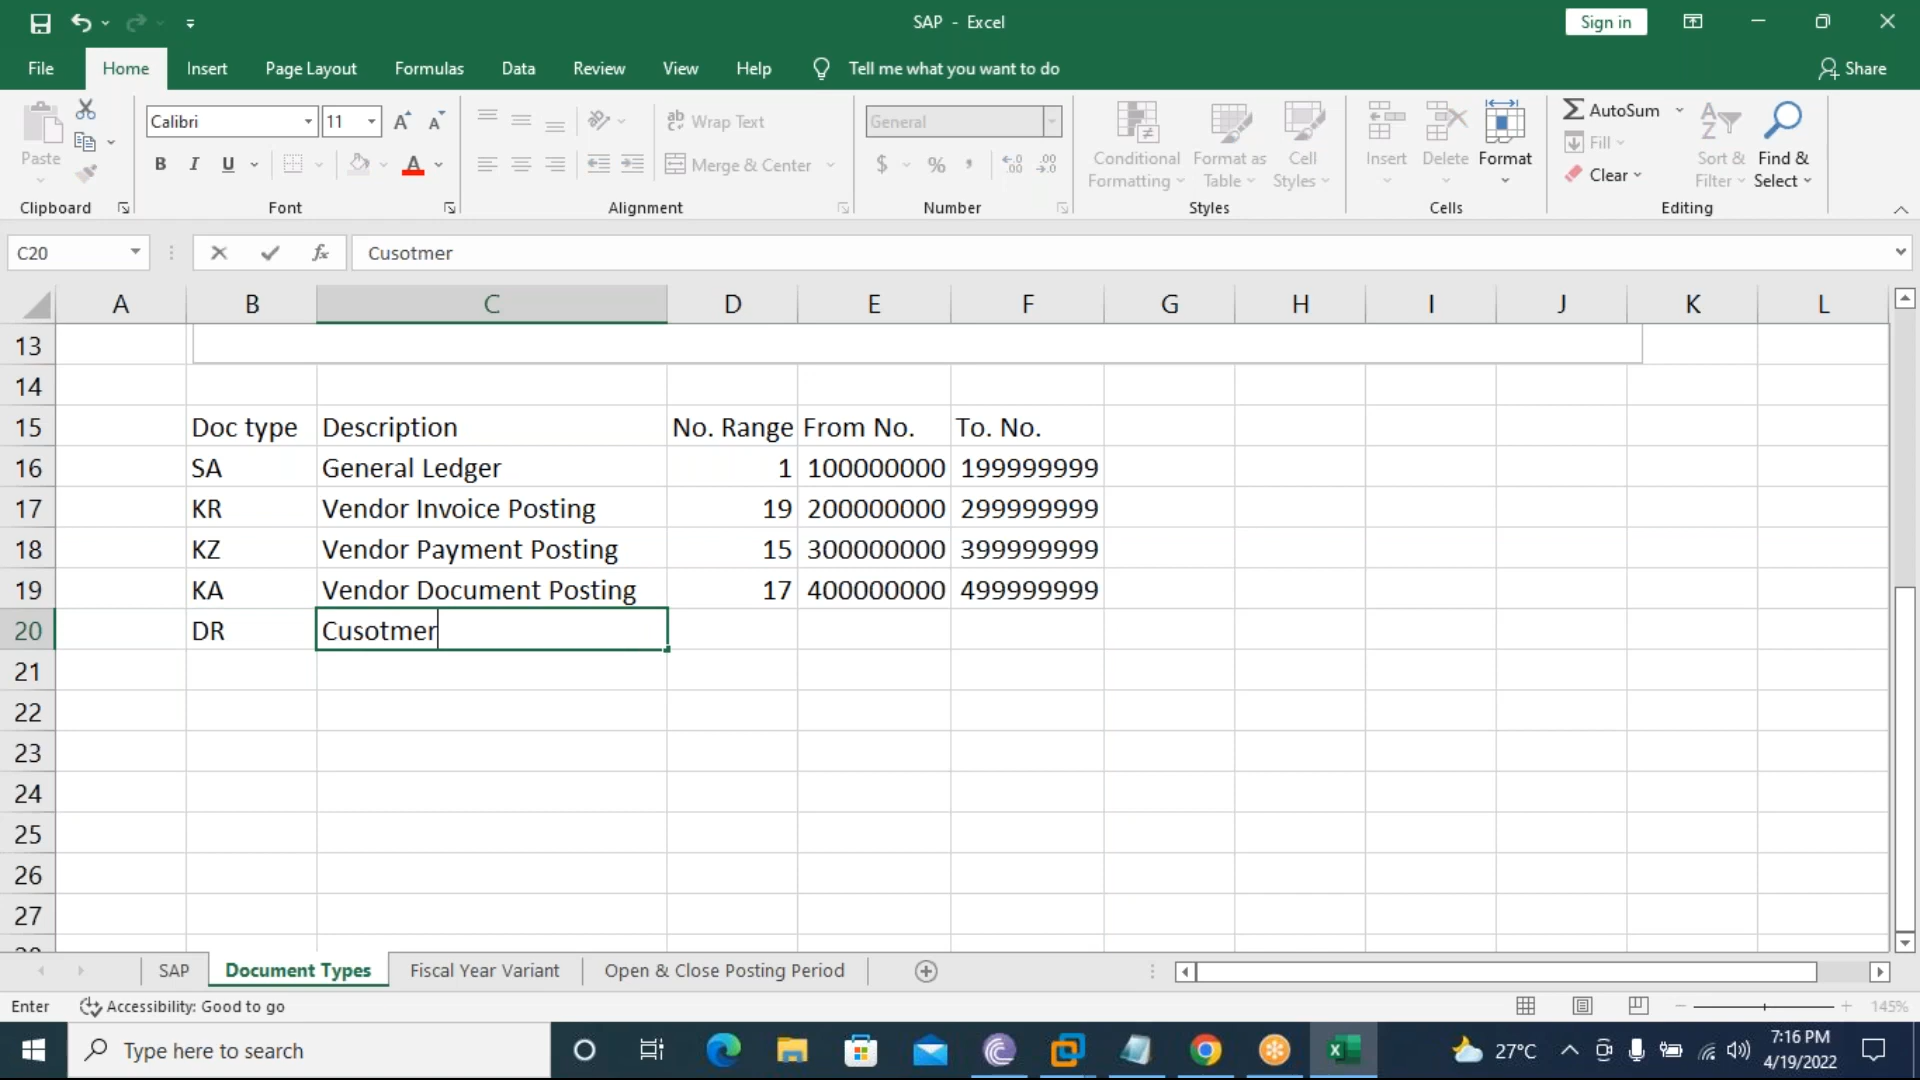 SAP - Excel
Sign in
File Home Insert Page Layout Formulas Data Review View Help Tell me what you want to do Share
Calibri 11 Wrap Text General AutoSum
Paste Merge & Center Conditional Formatting Format as Table Cell Styles Insert Delete Format Fill Clear Sort & Filter Find & Select
Clipboard Font Alignment Number Styles Cells Editing
C20 fx Cusotmer
A B C D E F G H I J K L
13
14
15 Doc type Description No. Range From No. To. No.
16 SA General Ledger 1 100000000 199999999
17 KR Vendor Invoice Posting 19 200000000 299999999
18 KZ Vendor Payment Posting 15 300000000 399999999
19 KA Vendor Document Posting 17 400000000 499999999
20 DR Cusotmer
21
22
23
24
25
26
27
SAP Document Types Fiscal Year Variant Open & Close Posting Period
Enter Accessibility: Good to go 145%
Type here to search 27°C 7:16 PM
4/19/2022